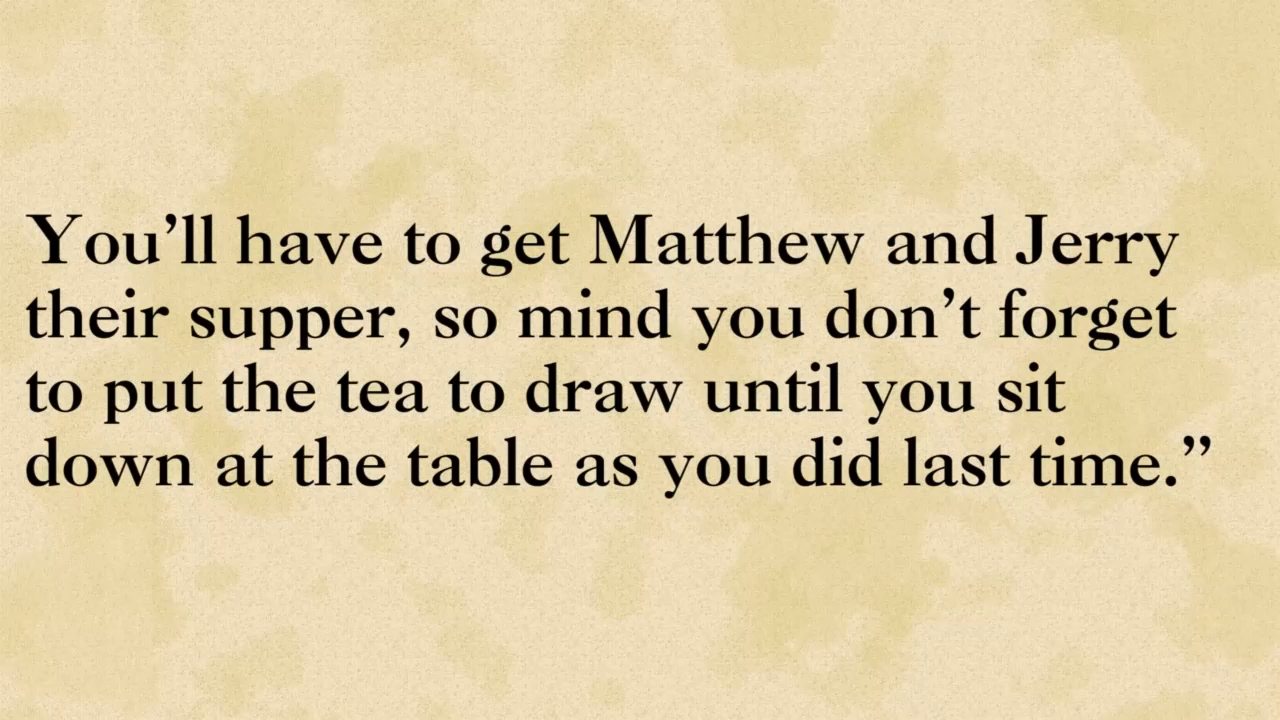 You’ll have to get Matthew and Jerry
their supper, so mind you don’t forget
to put the tea to draw until you sit
down at the table as you did last time.”